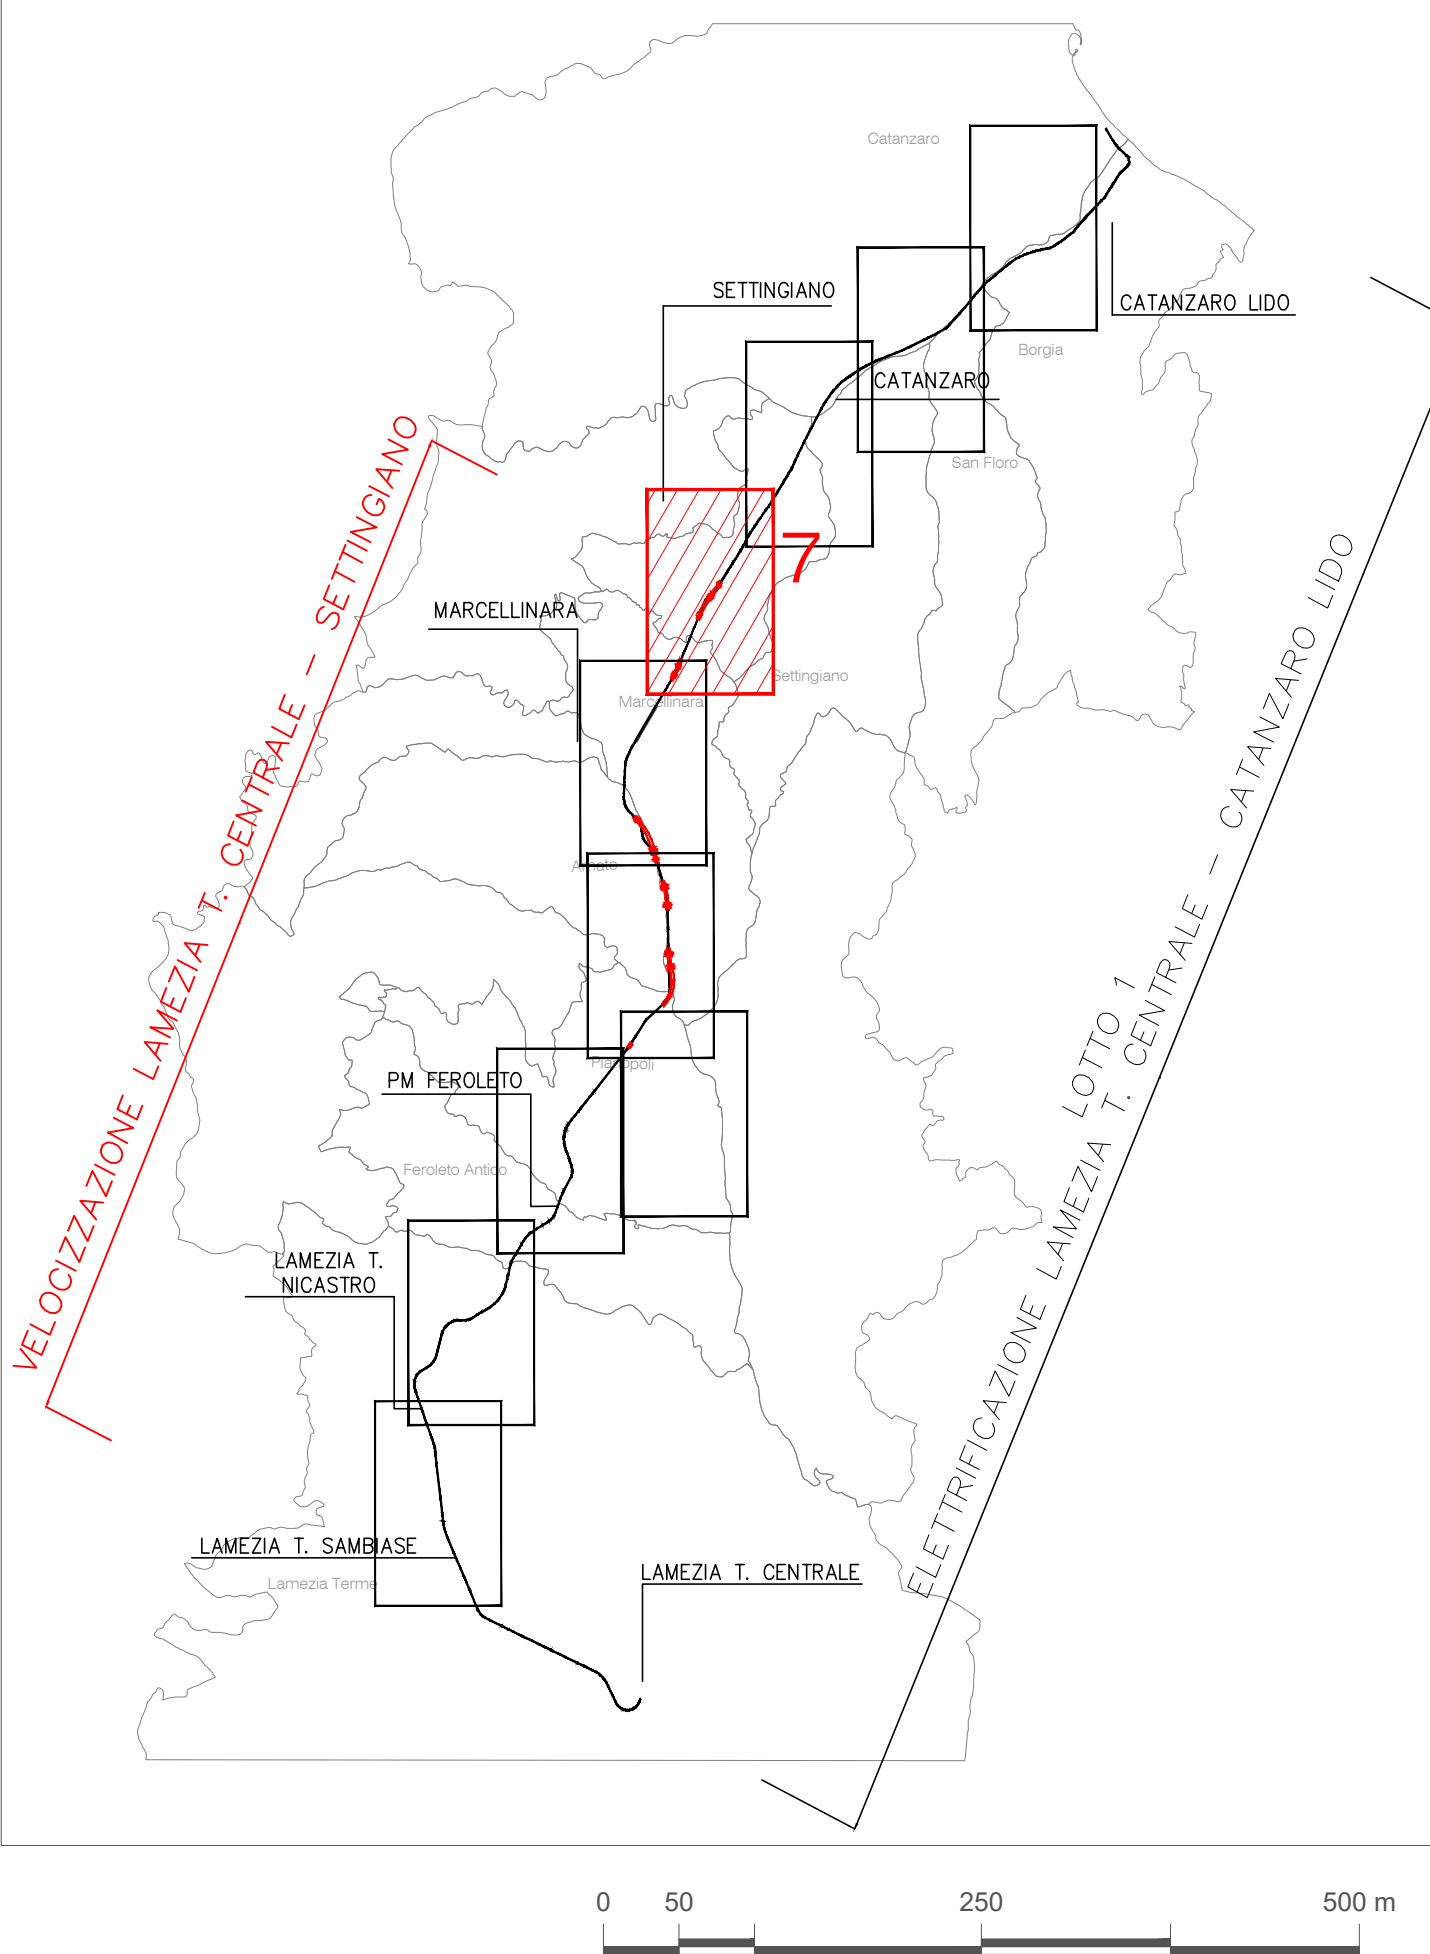 Catanzaro
SETTINGIANO
CATANZARO LIDO
Borgia
CATANZARO
San Floro
7
MARCELLINARA
Settingiano
Marcellinara
Amato
VELOCIZZAZIONE LAMEZIA T. CENTRALE - SETTINGIANO
LOTTO 1
ELETTRIFICAZIONE LAMEZIA T. CENTRALE - CATANZARO LIDO
Pianopoli
PM FEROLETO
Feroleto Antico
LAMEZIA T.
NICASTRO
LAMEZIA T. SAMBIASE
Lamezia Terme
LAMEZIA T. CENTRALE
0 50 250 500 m